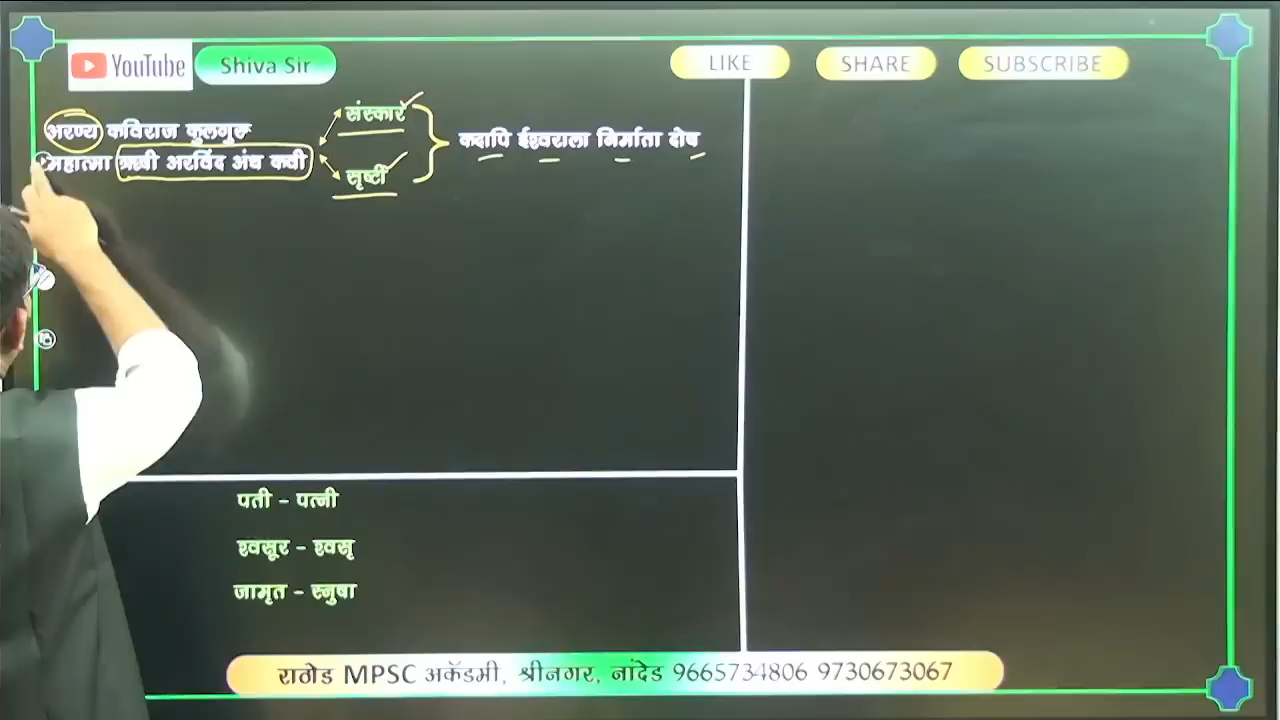 YouTube Shiva Sir LIKE SHARE SUBSCRIBE
संस्कार
अरण्य कविराज कुलगुरू
कदापि ईश्वराला निर्माता दोष
महात्मा ऋषी अरविंद अंध कवी
सृष्टी
पती - पत्नी
श्वसूर - श्वसृ
जामृत - स्नुषा
राठोड MPSC अकॅडमी, श्रीनगर, नांदेड 9665734806 9730673067